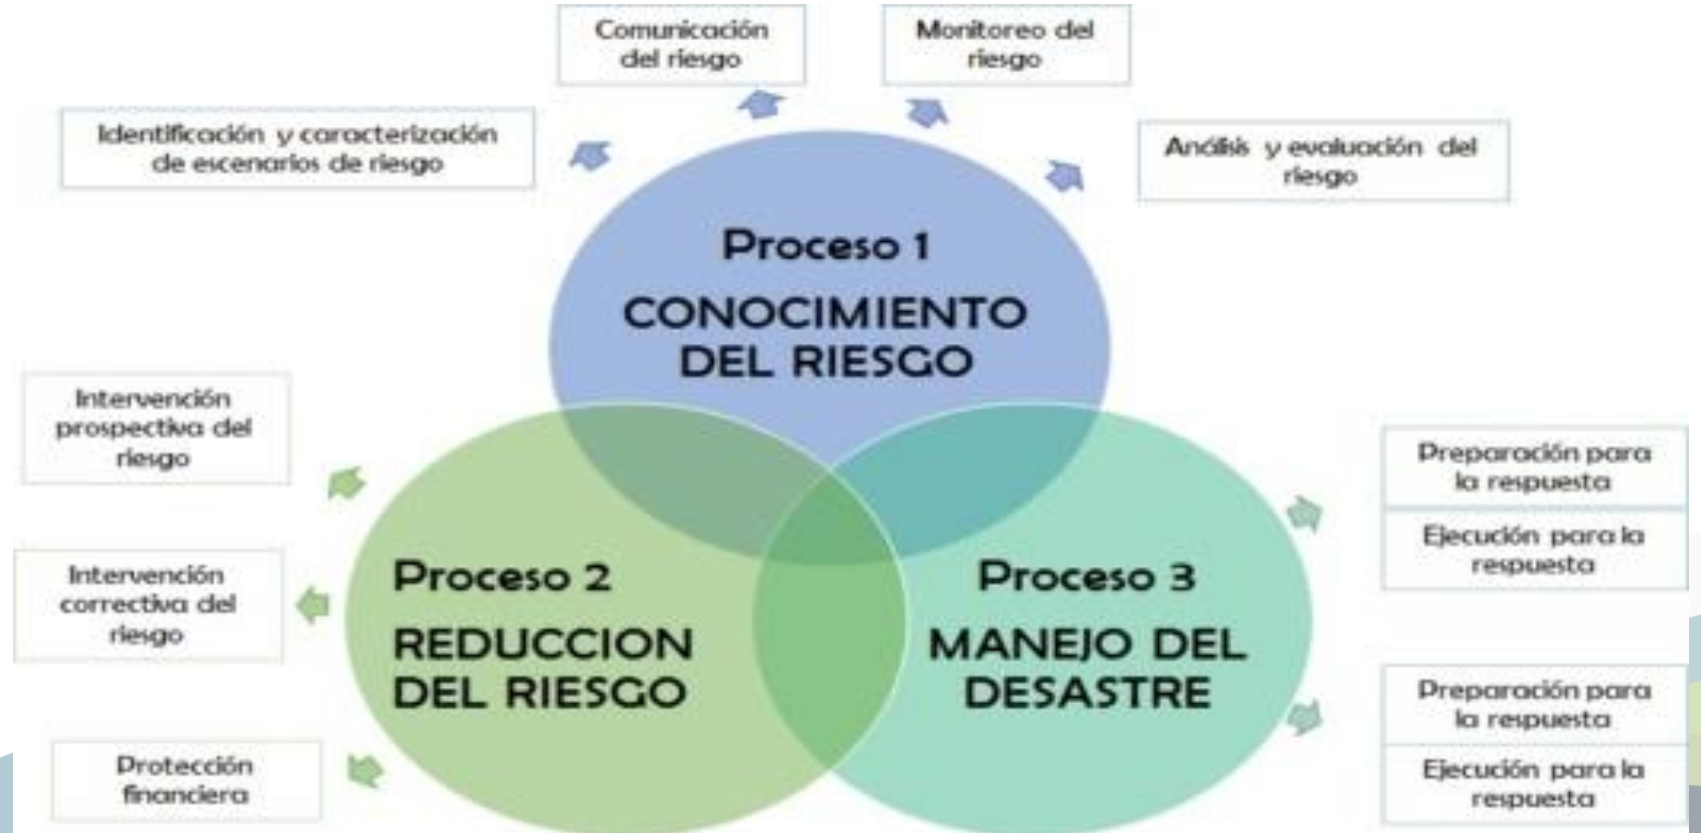 Comunicación
del riesgo
Monitoreo del
riesgo
Identificación y caracterización
de escenarios de riesgo
Análisis y evaluación del
riesgo
Proceso 1
CONOCIMIENTO
DEL RIESGO
Intervención
prospectiva del
riesgo
Intervención
correctiva del
riesgo
Protección
financiera
Proceso 2
REDUCCION
DEL RIESGO
Proceso 3
MANEJO DEL
DESASTRE
Preparación para
la respuesta
Ejecución para la
respuesta
Preparación para
la respuesta
Ejecución para la
respuesta